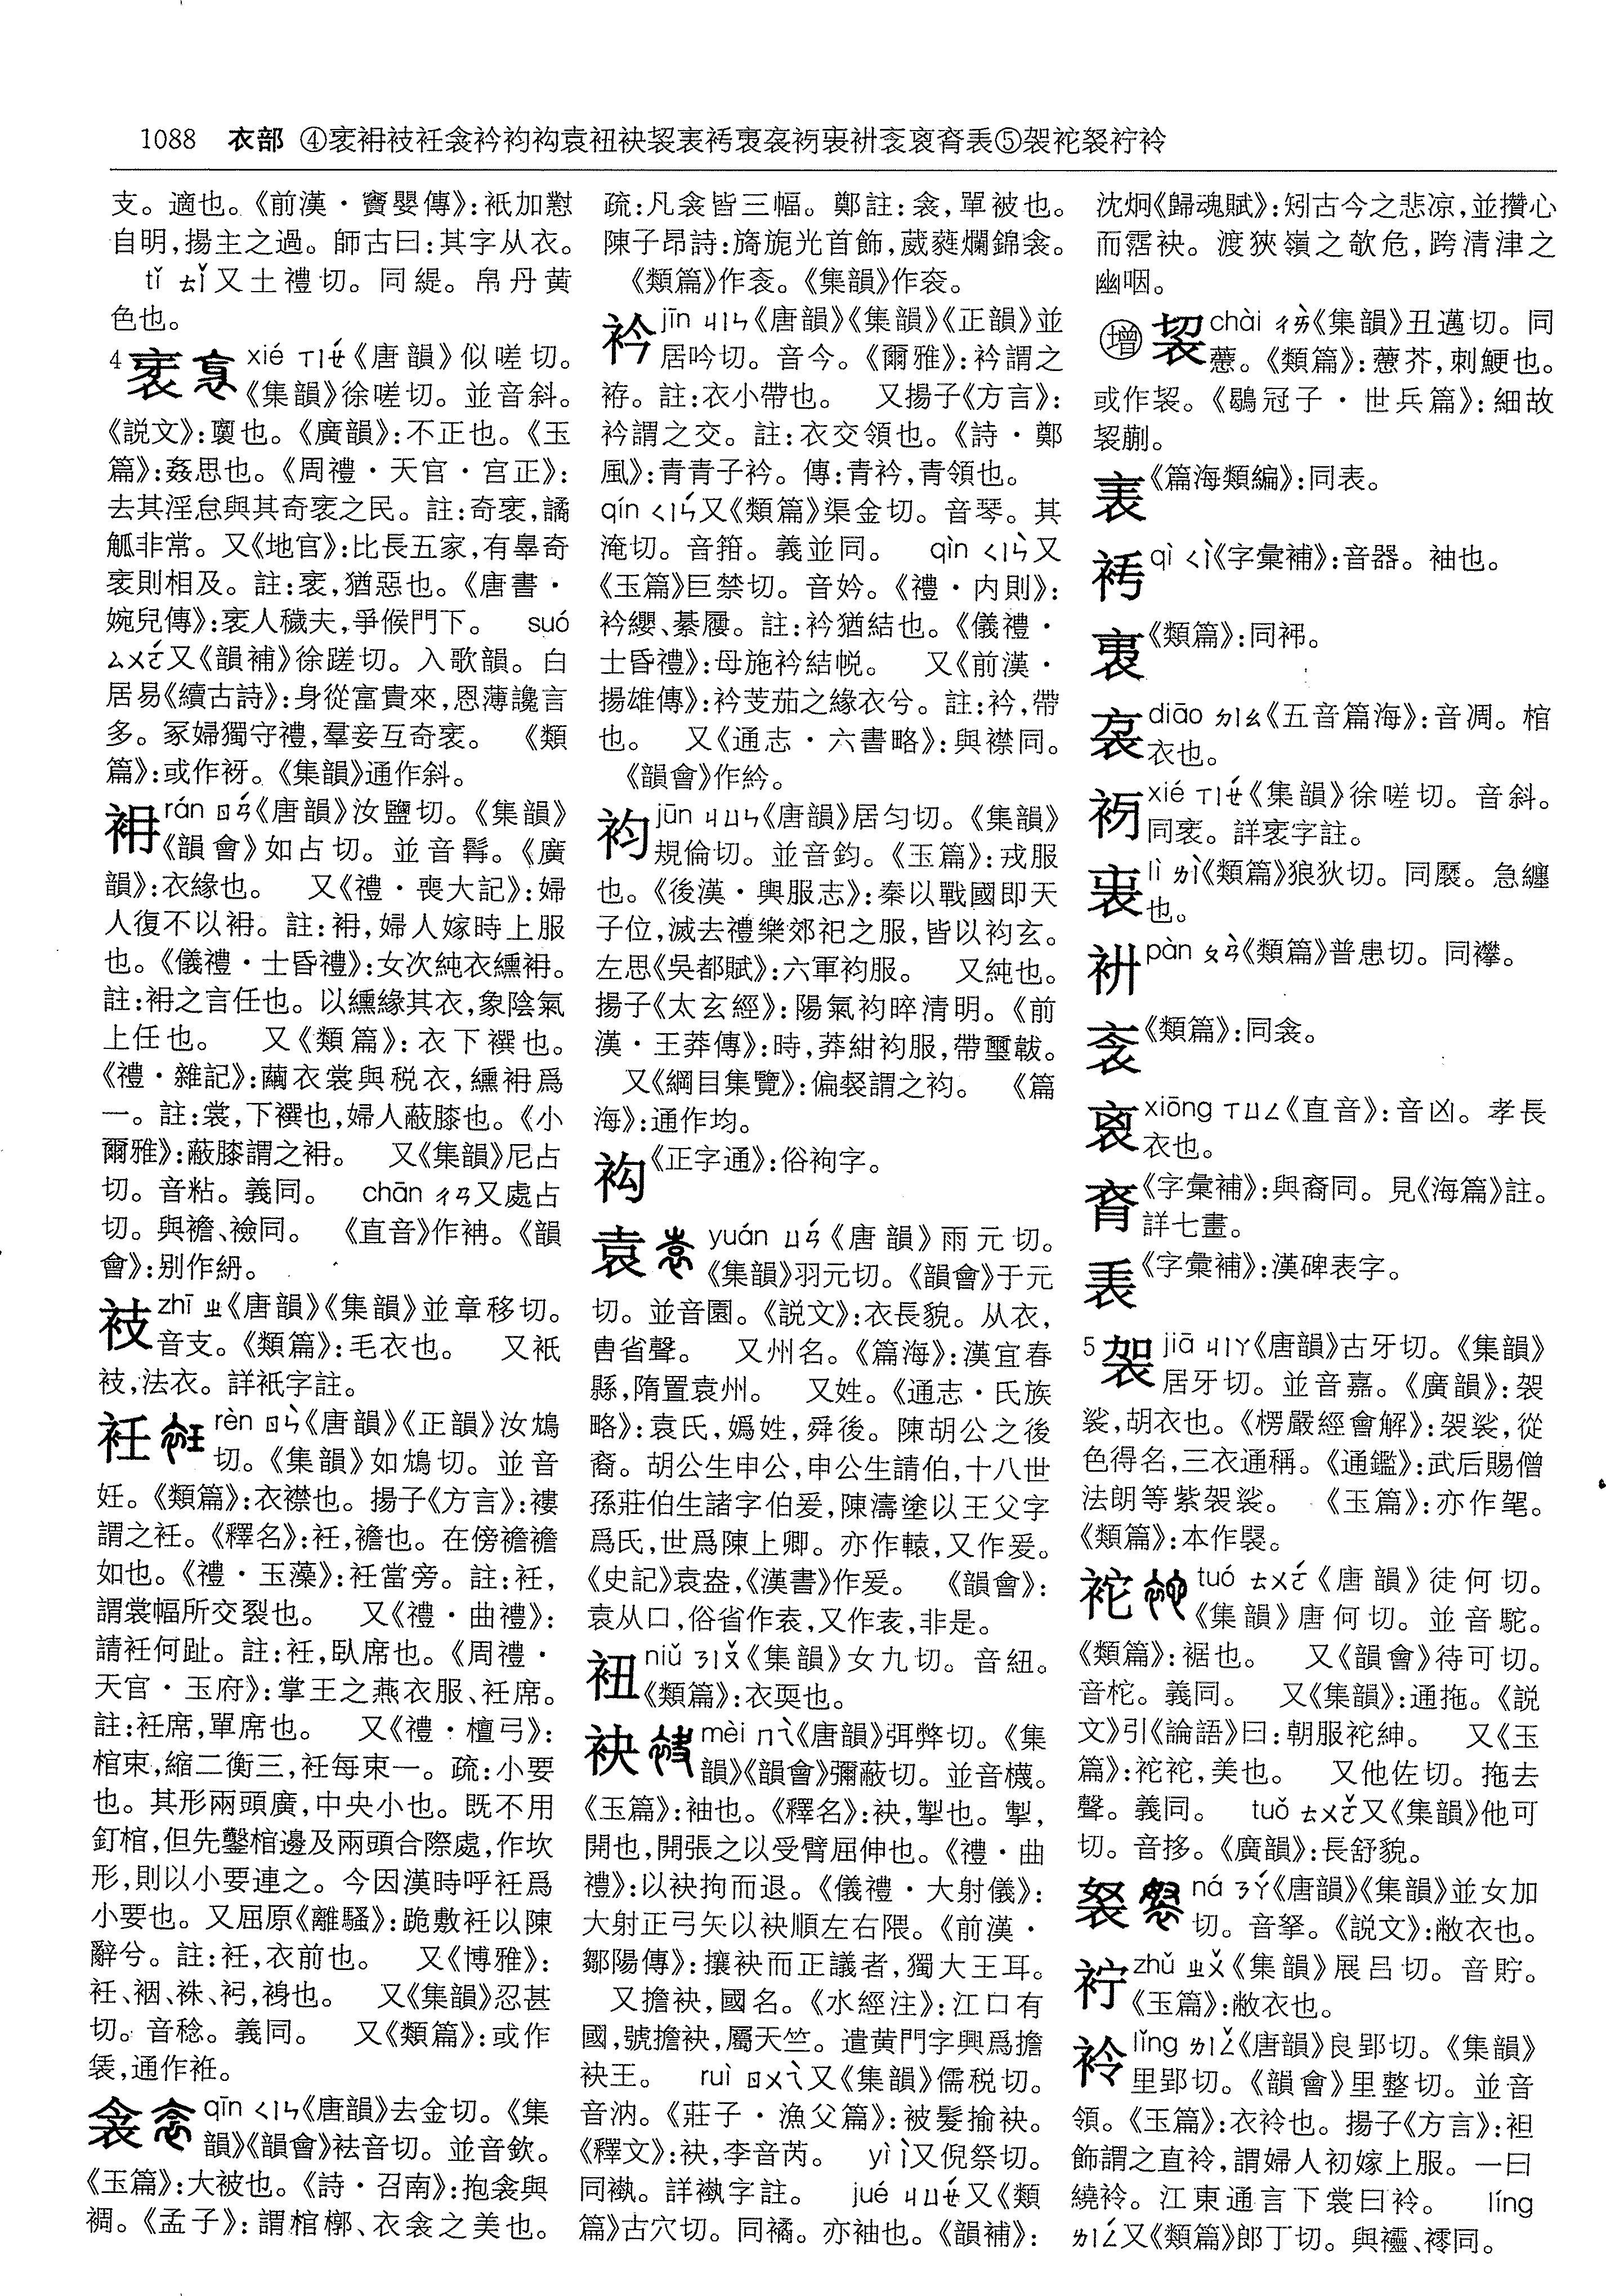 1088 衣部 ④衺袡衼衽衾衿袀袧袁衵袂袃裏袔裛袌衸裏衻衮裒裔袠⑤袈袉袽衧衿
支。適也。《前漢·竇嬰傳》:衹加懟
自明,揚主之過。師古曰:其字从衣。
tǐ ㄊㄧˇ又土禮切。同緹。帛丹黄
色也。
4 衺 xié ㄒㄧㄝˊ《唐韻》似嗟切。
《集韻》徐嗟切。並音斜。
《説文》:褱也。《廣韻》:不正也。《玉
篇》:姦思也。《周禮·天官·宫正》:
去其淫怠與其奇衺之民。註:奇衺,譎
觚非常。又《地官》:比長五家,有辠奇
衺則相及。註:衺,猶惡也。《唐書·
婉兒傳》:衺人穢夫,爭候門下。 suó
ㄙㄨㄛˊ又《韻補》徐蹉切。入歌韻。白
居易《續古詩》:身從富貴來,恩薄讒言
多。冢婦獨守禮,羣妾互奇衺。 《類
篇》:或作衧。《集韻》通作斜。
袡 rán ㄖㄢˊ《唐韻》汝鹽切。《集韻》
《韻會》如占切。並音髯。《廣
韻》:衣緣也。 又《禮·喪大記》:婦
人復不以袡。註:袡,婦人嫁時上服
也。《儀禮·士昏禮》:女次純衣纁袡。
註:袡之言任也。以纁緣其衣,象陰氣
上任也。 又《類篇》:衣下襈也。
《禮·雜記》:繭衣裳與税衣,纁袡爲
一。註:裳,下襈也,婦人蔽膝也。《小
爾雅》:蔽膝謂之袡。 又《集韻》尼占
切。音粘。義同。 chān ㄔㄢ又處占
切。與襜、襝同。 《直音》作袡。《韻
會》:别作䋈。
衼 zhī ㄓ《唐韻》《集韻》並章移切。
音支。《類篇》:毛衣也。 又衹
衼,法衣。詳衹字註。
衽 rèn ㄖㄣˋ《唐韻》《正韻》汝鴆
切。《集韻》如鴆切。並音
妊。《類篇》:衣襟也。揚子《方言》:褸
謂之衽。《釋名》:衽,襜也。在傍襜襜
如也。《禮·玉藻》:衽當旁。註:衽,
謂裳幅所交裂也。 又《禮·曲禮》:
請衽何趾。註:衽,臥席也。《周禮·
天官·玉府》:掌王之燕衣服、衽席。
註:衽席,單席也。 又《禮·檀弓》:
棺束,縮二衡三,衽每束一。疏:小要
也。其形兩頭廣,中央小也。既不用
釘棺,但先鑿棺邊及兩頭合際處,作坎
形,則以小要連之。今因漢時呼衽爲
小要也。又屈原《離騷》:跪敷衽以陳
辭兮。註:衽,衣前也。 又《博雅》:
衽、裀、袾、衬,褣也。 又《集韻》忍甚
切。音稔。義同。 又《類篇》:或作
袵,通作袵。
衾 qīn ㄑㄧㄣ《唐韻》去金切。《集
韻》《韻會》祛音切。並音欽。
《玉篇》:大被也。《詩·召南》:抱衾與
裯。《孟子》:謂棺槨、衣衾之美也。
疏:凡衾皆三幅。鄭註:衾,單被也。
陳子昂詩:旖旎光首飾,葳蕤爛錦衾。
《類篇》作衮。《集韻》作衮。
衿 jīn ㄐㄧㄣ《唐韻》《集韻》《正韻》並
居吟切。音今。《爾雅》:衿謂之
袸。註:衣小帶也。 又揚子《方言》:
衿謂之交。註:衣交領也。《詩·鄭
風》:青青子衿。傳:青衿,青領也。
qín ㄑㄧㄣˊ又《類篇》渠金切。音琴。其
淹切。音箝。義並同。 qìn ㄑㄧㄣˋ又
《玉篇》巨禁切。音妗。《禮·内則》:
衿纓、綦屨。註:衿猶結也。《儀禮·
士昏禮》:母施衿結帨。 又《前漢·
揚雄傳》:衿芰茄之緑衣兮。註:衿,帶
也。 又《通志·六書略》:與襟同。
《韻會》作紟。
袀 jūn ㄐㄩㄣ《唐韻》居匀切。《集韻》
規倫切。並音鈞。《玉篇》:戎服
也。《後漢·輿服志》:秦以戰國即天
子位,滅去禮樂郊祀之服,皆以袀玄。
左思《吳都賦》:六軍袀服。 又純也。
揚子《太玄經》:陽氣袀睟清明。《前
漢·王莽傳》:時,莽紺袀服,帶璽韍。
又《綱目集覽》:偏裻謂之袀。 《篇
海》:通作均。
袧《正字通》:俗袧字。
袁 yuán ㄩㄢˊ《唐韻》雨元切。
《集韻》羽元切。《韻會》于元
切。並音園。《説文》:衣長貌。从衣,
叀省聲。 又州名。《篇海》:漢宜春
縣,隋置袁州。 又姓。《通志·氏族
略》:袁氏,嬀姓,舜後。陳胡公之後
裔。胡公生申公,申公生請伯,十八世
孫莊伯生諸字伯爰,陳濤塗以王父字
爲氏,世爲陳上卿。亦作轅,又作爰。
《史記》袁盎,《漢書》作爰。 《韻會》:
袁从口,俗省作𡊮,又作𡊮,非是。
衵 niǔ ㄋㄧㄡˇ《集韻》女九切。音紐。
《類篇》:衣耎也。
袂 mèi ㄇㄟˋ《唐韻》弭弊切。《集
韻》《韻會》彌蔽切。並音櫗。
《玉篇》:袖也。《釋名》:袂,掣也。掣,
開也,開張之以受臂屈伸也。《禮·曲
禮》:以袂拘而退。《儀禮·大射儀》:
大射正弓矢以袂順左右隈。《前漢·
鄒陽傳》:攘袂而正議者,獨大王耳。
又擔袂,國名。《水經注》:江口有
國,號擔袂,屬天竺。遣黄門字興爲擔
袂王。 ruì ㄖㄨㄟˋ又《集韻》儒税切。
音汭。《莊子·漁父篇》:被髮揄袂。
《釋文》:袂,李音芮。 yì ㄧˋ又倪祭切。
同褹。詳褹字註。 jué ㄐㄩㄝˊ又《類
篇》古穴切。同襦。亦袖也。《韻補》:
沈炯《歸魂賦》:矧古今之悲凉,並攢心
而霑袂。渡狹嶺之欹危,跨清津之
幽咽。
增 袃 chài ㄔㄞˋ《集韻》丑邁切。同
懘。《類篇》:懘芥,刺鯁也。
或作袃。《鶡冠子·世兵篇》:細故
袃蒯。
《篇海類編》:同表。
qì ㄑㄧˋ《字彙補》:音器。袖也。
《類篇》:同禆。
diāo ㄉㄧㄠ《五音篇海》:音凋。棺
衣也。
xié ㄒㄧㄝˊ《集韻》徐嗟切。音斜。
同衺。詳衺字註。
lì ㄌㄧˋ《類篇》狼狄切。同㞙。急纏
也。
pàn ㄆㄢˋ《類篇》普患切。同襻。
《類篇》:同衾。
xiōng ㄒㄩㄥ《直音》:音凶。孝長
衣也。
《字彙補》:與裔同。見《海篇》註。
詳七畫。
《字彙補》:漢碑表字。
5 袈 jiā ㄐㄧㄚ《唐韻》古牙切。《集韻》
居牙切。並音嘉。《廣韻》:袈
裟,胡衣也。《楞嚴經會解》:袈裟,從
色得名,三衣通稱。《通鑑》:武后賜僧
法朗等紫袈裟。 《玉篇》:亦作毠。
《類篇》:本作㲚。
袉 tuó ㄊㄨㄛˊ《唐韻》徒何切。
《集韻》唐何切。並音駝。
《類篇》:裾也。 又《韻會》待可切。
音柁。義同。 又《集韻》:通拖。《説
文》引《論語》曰:朝服袉紳。 又《玉
篇》:袉袉,美也。 又他佐切。拖去
聲。義同。 tuǒ ㄊㄨㄛˇ又《集韻》他可
切。音拸。《廣韻》:長舒貌。
袃 ná ㄋㄚˊ《唐韻》《集韻》並女加
切。音拏。《説文》:敝衣也。
zhǔ ㄓㄨˇ《集韻》展呂切。音貯。
《玉篇》:敝衣也。
袊 lǐng ㄌㄧㄥˇ《唐韻》良郢切。《集韻》
里郢切。《韻會》里整切。並音
領。《玉篇》:衣袊也。揚子《方言》:袒
飾謂之直袊,謂婦人初嫁上服。一曰
繞袊。江東通言下裳曰袊。 líng
ㄌㄧㄥˊ又《類篇》郎丁切。與襺、䙥同。